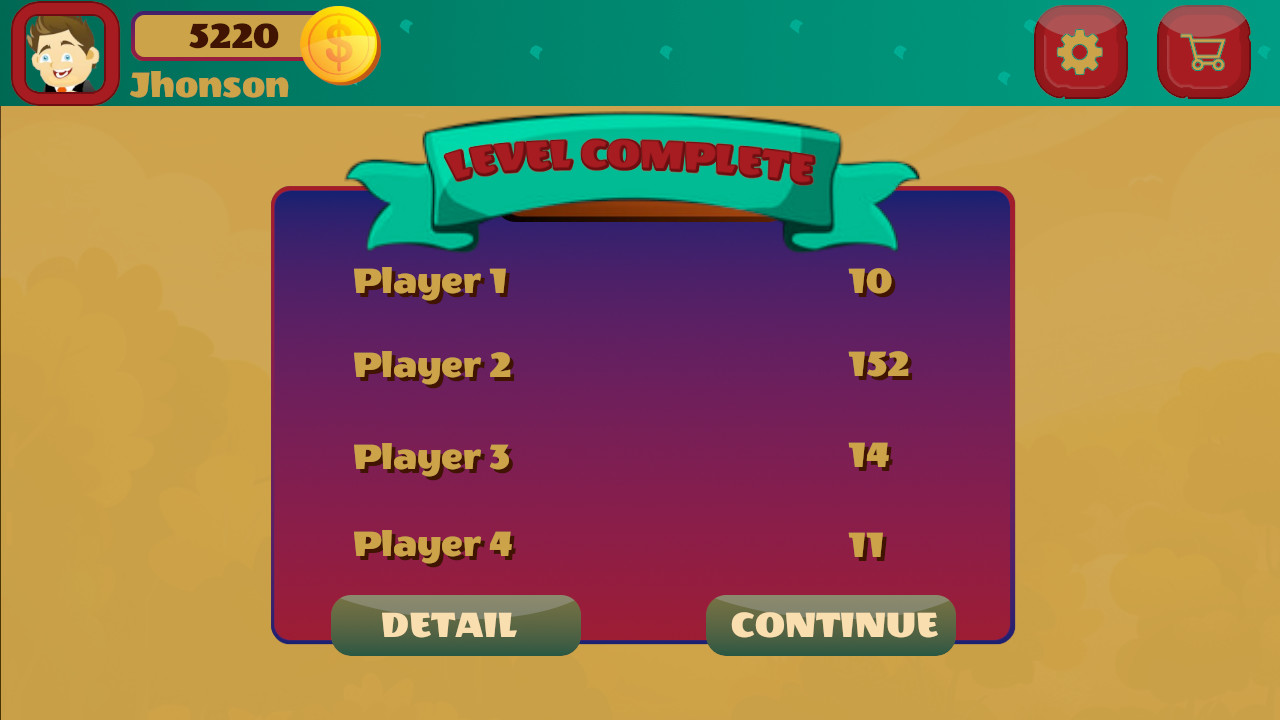 5220
$
Jhonson
LEVEL COMPLETE
Player 1 10
Player 2 152
Player 3 14
Player 4 11
DETAIL CONTINUE